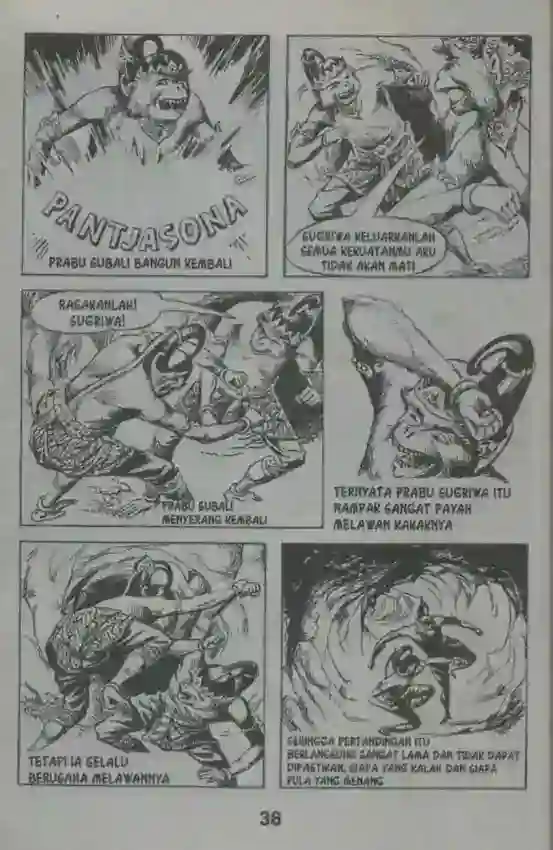 PANTJASONA
PRABU SUBALI BANGUN KEMBALI
SUGRIWA KELUARKANLAH
SEMUA KEKUATANMU AKU
TIDAK AKAN MATI
RASAKANLAH!
SUGRIWA!
PRABU SUBALI
MENYERANG KEMBALI
TERNYATA PRABU SUGRIWA ITU
NAMPAK SANGAT PAYAH
MELAWAN KAKAKNYA
TETAPI IA SELALU
BERUSAHA MELAWANNYA
SEHINGGA PERTANDINGAN ITU
BERLANGSUNG SANGAT LAMA DAN TIDAK DAPAT
DIPASTIKAN, SIAPA YANG KALAH DAN SIAPA
PULA YANG MENANG
38